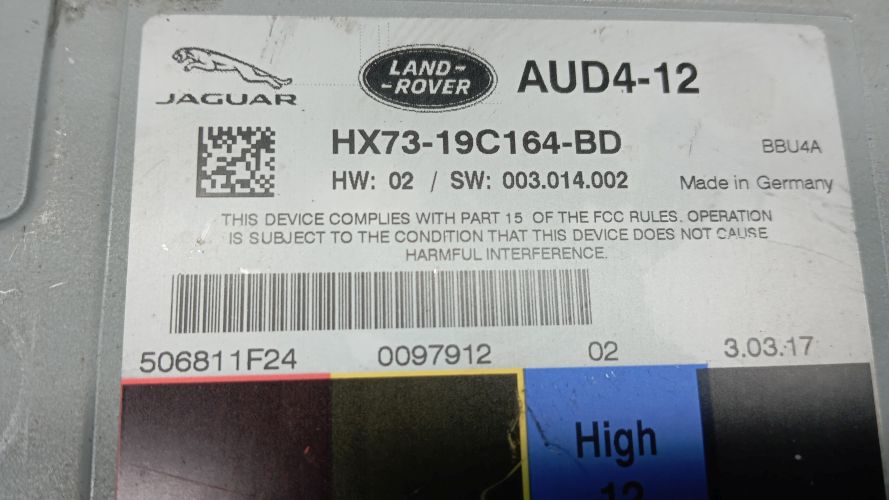 JAGUAR
LAND-
-ROVER
AUD4-12
HX73-19C164-BD
BBU4A
HW: 02 / SW: 003.014.002
Made in Germany
THIS DEVICE COMPLIES WITH PART 15 OF THE FCC RULES. OPERATION
IS SUBJECT TO THE CONDITION THAT THIS DEVICE DOES NOT CAUSE
HARMFUL INTERFERENCE.
506811F24 0097912 02 3.03.17
High
12